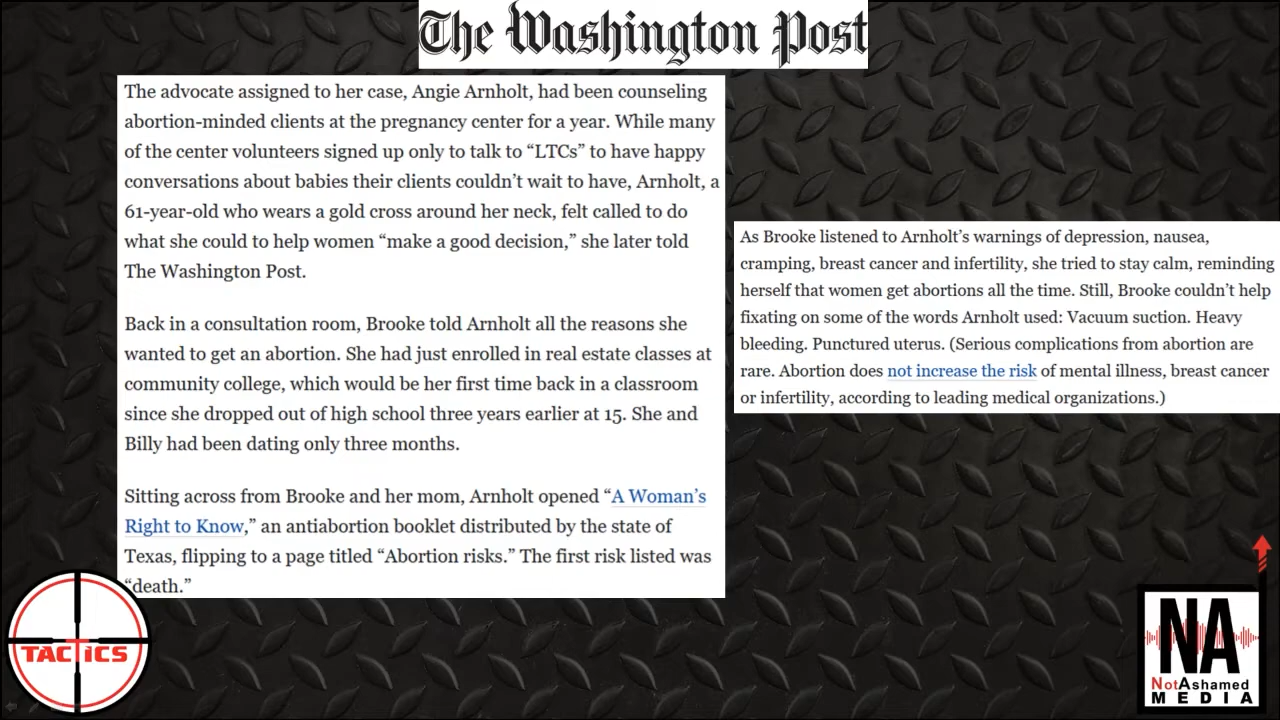 The Washington Post
The advocate assigned to her case, Angie Arnholt, had been counseling
abortion-minded clients at the pregnancy center for a year. While many
of the center volunteers signed up only to talk to “LTCs” to have happy
conversations about babies their clients couldn’t wait to have, Arnholt, a
61-year-old who wears a gold cross around her neck, felt called to do
what she could to help women “make a good decision,” she later told
The Washington Post.
Back in a consultation room, Brooke told Arnholt all the reasons she
wanted to get an abortion. She had just enrolled in real estate classes at
community college, which would be her first time back in a classroom
since she dropped out of high school three years earlier at 15. She and
Billy had been dating only three months.
Sitting across from Brooke and her mom, Arnholt opened “A Woman’s
Right to Know,” an antiabortion booklet distributed by the state of
Texas, flipping to a page titled “Abortion risks.” The first risk listed was
“death.”
As Brooke listened to Arnholt’s warnings of depression, nausea,
cramping, breast cancer and infertility, she tried to stay calm, reminding
herself that women get abortions all the time. Still, Brooke couldn’t help
fixating on some of the words Arnholt used: Vacuum suction. Heavy
bleeding. Punctured uterus. (Serious complications from abortion are
rare. Abortion does not increase the risk of mental illness, breast cancer
or infertility, according to leading medical organizations.)
TACTICS
NA
NotAshamed
MEDIA